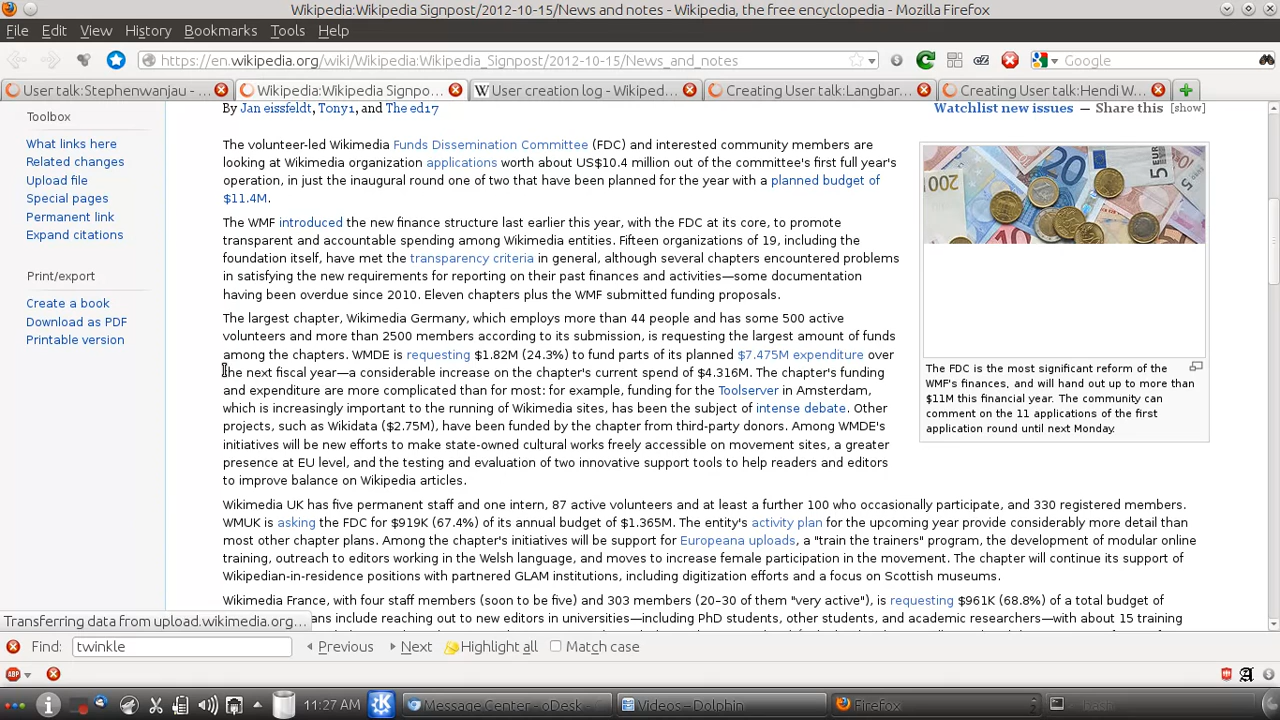 Wikipedia:Wikipedia Signpost/2012-10-15/News and notes - Wikipedia, the free encyclopedia - Mozilla Firefox
File Edit View History Bookmarks Tools Help
https://en.wikipedia.org/wiki/Wikipedia:Wikipedia_Signpost/2012-10-15/News_and_notes
Google
User talk:Stephenwanjau - ...
Wikipedia:Wikipedia Signpo...
User creation log - Wikiped...
Creating User talk:Langbar...
Creating User talk:Hendi W...
Toolbox
What links here
Related changes
Upload file
Special pages
Permanent link
Expand citations
Print/export
Create a book
Download as PDF
Printable version
By Jan eissfeldt, Tony1, and The ed17
Watchlist new issues — Share this [show]
The volunteer-led Wikimedia Funds Dissemination Committee (FDC) and interested community members are
looking at Wikimedia organization applications worth about US$10.4 million out of the committee's first full year's
operation, in just the inaugural round one of two that have been planned for the year with a planned budget of
$11.4M.
The WMF introduced the new finance structure last earlier this year, with the FDC at its core, to promote
transparent and accountable spending among Wikimedia entities. Fifteen organizations of 19, including the
foundation itself, have met the transparency criteria in general, although several chapters encountered problems
in satisfying the new requirements for reporting on their past finances and activities—some documentation
having been overdue since 2010. Eleven chapters plus the WMF submitted funding proposals.
The largest chapter, Wikimedia Germany, which employs more than 44 people and has some 500 active
volunteers and more than 2500 members according to its submission, is requesting the largest amount of funds
among the chapters. WMDE is requesting $1.82M (24.3%) to fund parts of its planned $7.475M expenditure over
the next fiscal year—a considerable increase on the chapter's current spend of $4.316M. The chapter's funding
and expenditure are more complicated than for most: for example, funding for the Toolserver in Amsterdam,
which is increasingly important to the running of Wikimedia sites, has been the subject of intense debate. Other
projects, such as Wikidata ($2.75M), have been funded by the chapter from third-party donors. Among WMDE's
initiatives will be new efforts to make state-owned cultural works freely accessible on movement sites, a greater
presence at EU level, and the testing and evaluation of two innovative support tools to help readers and editors
to improve balance on Wikipedia articles.
200 20 5 EURO 10
The FDC is the most significant reform of the
WMF's finances, and will hand out up to more than
$11M this financial year. The community can
comment on the 11 applications of the first
application round until next Monday.
Wikimedia UK has five permanent staff and one intern, 87 active volunteers and at least a further 100 who occasionally participate, and 330 registered members.
WMUK is asking the FDC for $919K (67.4%) of its annual budget of $1.365M. The entity's activity plan for the upcoming year provide considerably more detail than
most other chapter plans. Among the chapter's initiatives will be support for Europeana uploads, a "train the trainers" program, the development of modular online
training, outreach to editors working in the Welsh language, and moves to increase female participation in the movement. The chapter will continue its support of
Wikipedian-in-residence positions with partnered GLAM institutions, including digitization efforts and a focus on Scottish museums.
Wikimedia France, with four staff members (soon to be five) and 303 members (20–30 of them "very active"), is requesting $961K (68.8%) of a total budget of
ans include reaching out to new editors in universities—including PhD students, other students, and academic researchers—with about 15 training
Transferring data from upload.wikimedia.org...
Find: twinkle Previous Next Highlight all Match case
ABP
11:27 AM
Message Center - oDesk -
Videos – Dolphin
Firefox